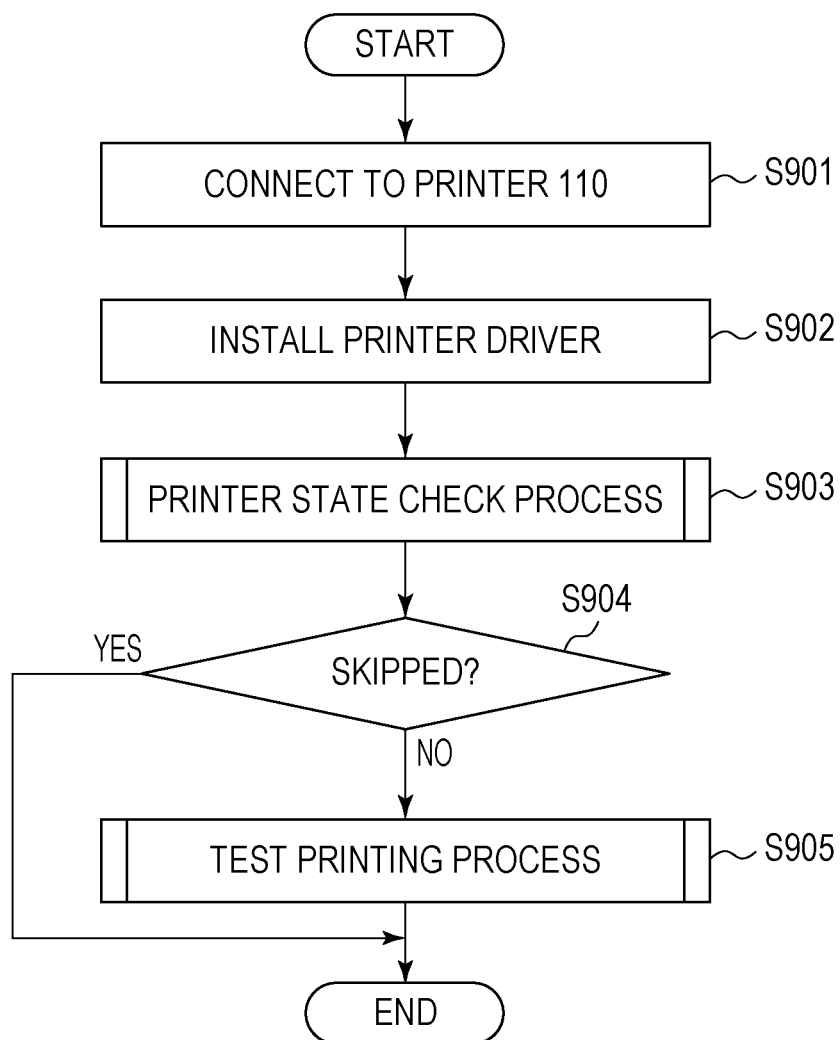 START
CONNECT TO PRINTER 110
S901
INSTALL PRINTER DRIVER
S902
PRINTER STATE CHECK PROCESS
S903
S904
YES
SKIPPED?
NO
TEST PRINTING PROCESS
S905
END